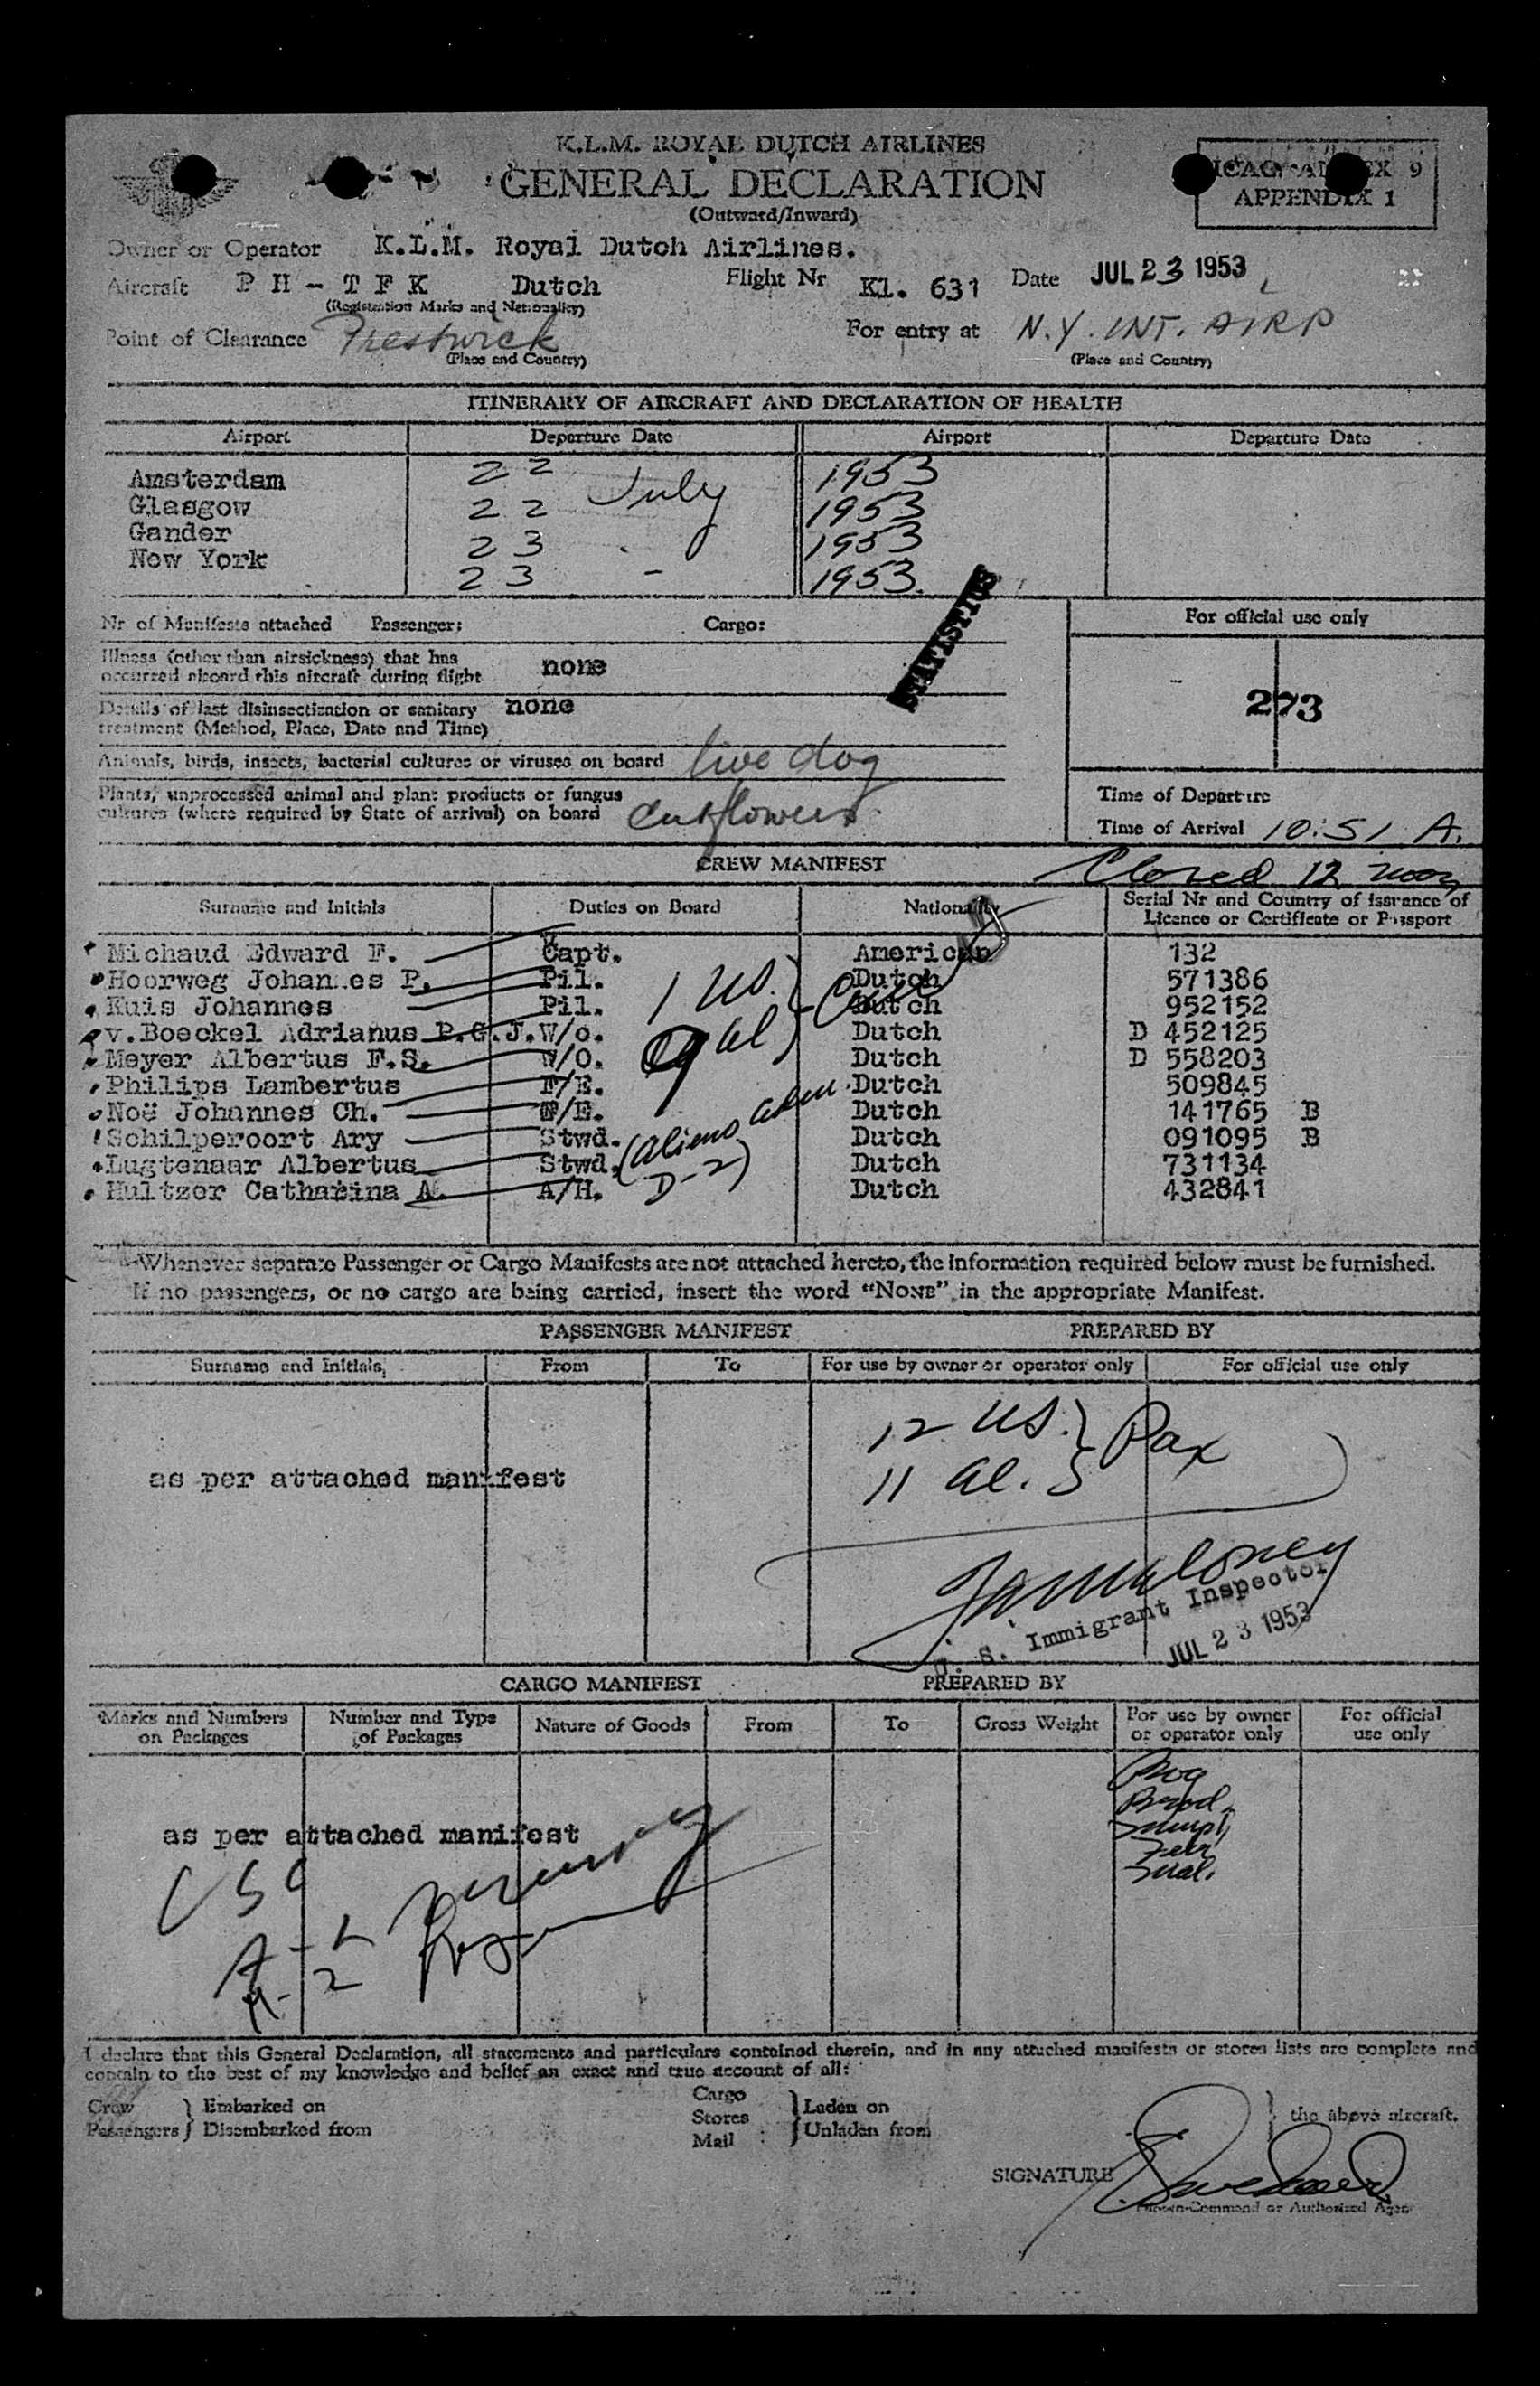 K.L.M. ROYAL DUTCH AIRLINES
GENERAL DECLARATION
(Outward/Inward)
9
APPENDIX 1
Owner or Operator K.L.M. Royal Dutch Airlines.
Aircraft PH-TFK Dutch Flight Nr Kl. 631 Date JUL 23 1953
(Registration Marks and Nationality)
Point of Clearance Prestwick For entry at N.Y. INT. AIRP
(Place and Country) (Place and Country)
ITINERARY OF AIRCRAFT AND DECLARATION OF HEALTH
Airport Departure Date Airport Departure Date
Amsterdam 22 July 1953
Glasgow 22 1953
Gander 23 1953
New York 23 - 1953.
STATISTICS
Nr of Manifests attached Passenger: Cargo: For official use only
Illness (other than airsickness) that has
occurred aboard this aircraft during flight none
273
Details of last disinsectization or sanitary none
treatment (Method, Place, Date and Time)
Animals, birds, insects, bacterial cultures or viruses on board live dog
Plants, unprocessed animal and plant products or fungus
cultures (where required by State of arrival) on board cutflowers
Time of Departure
Time of Arrival 10:51 A.
CREW MANIFEST Closed 12 noon
Surname and Initials Duties on Board Nationality Serial Nr and Country of issuance of
Licence or Certificate or Passport
Michaud Edward F. Capt. American 132
Hoorweg Johannes P. Pil. Dutch 571386
Kuis Johannes Pil. Dutch 952152
v.Boeckel Adrianus P.G.J. W/o. Dutch D 452125
Meyer Albertus F.S. W/O. Dutch D 558203
Philips Lambertus F/E. Dutch 509845
Noë Johannes Ch. F/E. Dutch 141765 B
Schilperoort Ary Stwd. Dutch 091095 B
Lugtenaar Albertus Stwd. Dutch 731134
Hultzer Catharina A. A/H. Dutch 432841
1 US.
9 al Crew
(aliens adm.
D-2)
Whenever separate Passenger or Cargo Manifests are not attached hereto, the information required below must be furnished.
If no passengers, or no cargo are being carried, insert the word “NONE” in the appropriate Manifest.
PASSENGER MANIFEST PREPARED BY
Surname and Initials From To For use by owner or operator only For official use only
12 US. Pax
11 al.
as per attached manifest
U. S. Immigrant Inspector
JUL 23 1953
CARGO MANIFEST PREPARED BY
Marks and Numbers on Packages Number and Type of Packages Nature of Goods From To Gross Weight For use by owner or operator only For official use only
as per attached manifest
I declare that this General Declaration, all statements and particulars contained therein, and in any attached manifests or stores lists are complete and
contain to the best of my knowledge and belief an exact and true account of all:
Crew Embarked on Cargo Laden on
Passengers Disembarked from Stores Unladen from the above aircraft.
Mail
SIGNATURE
Pilot-in-Command or Authorized Agent